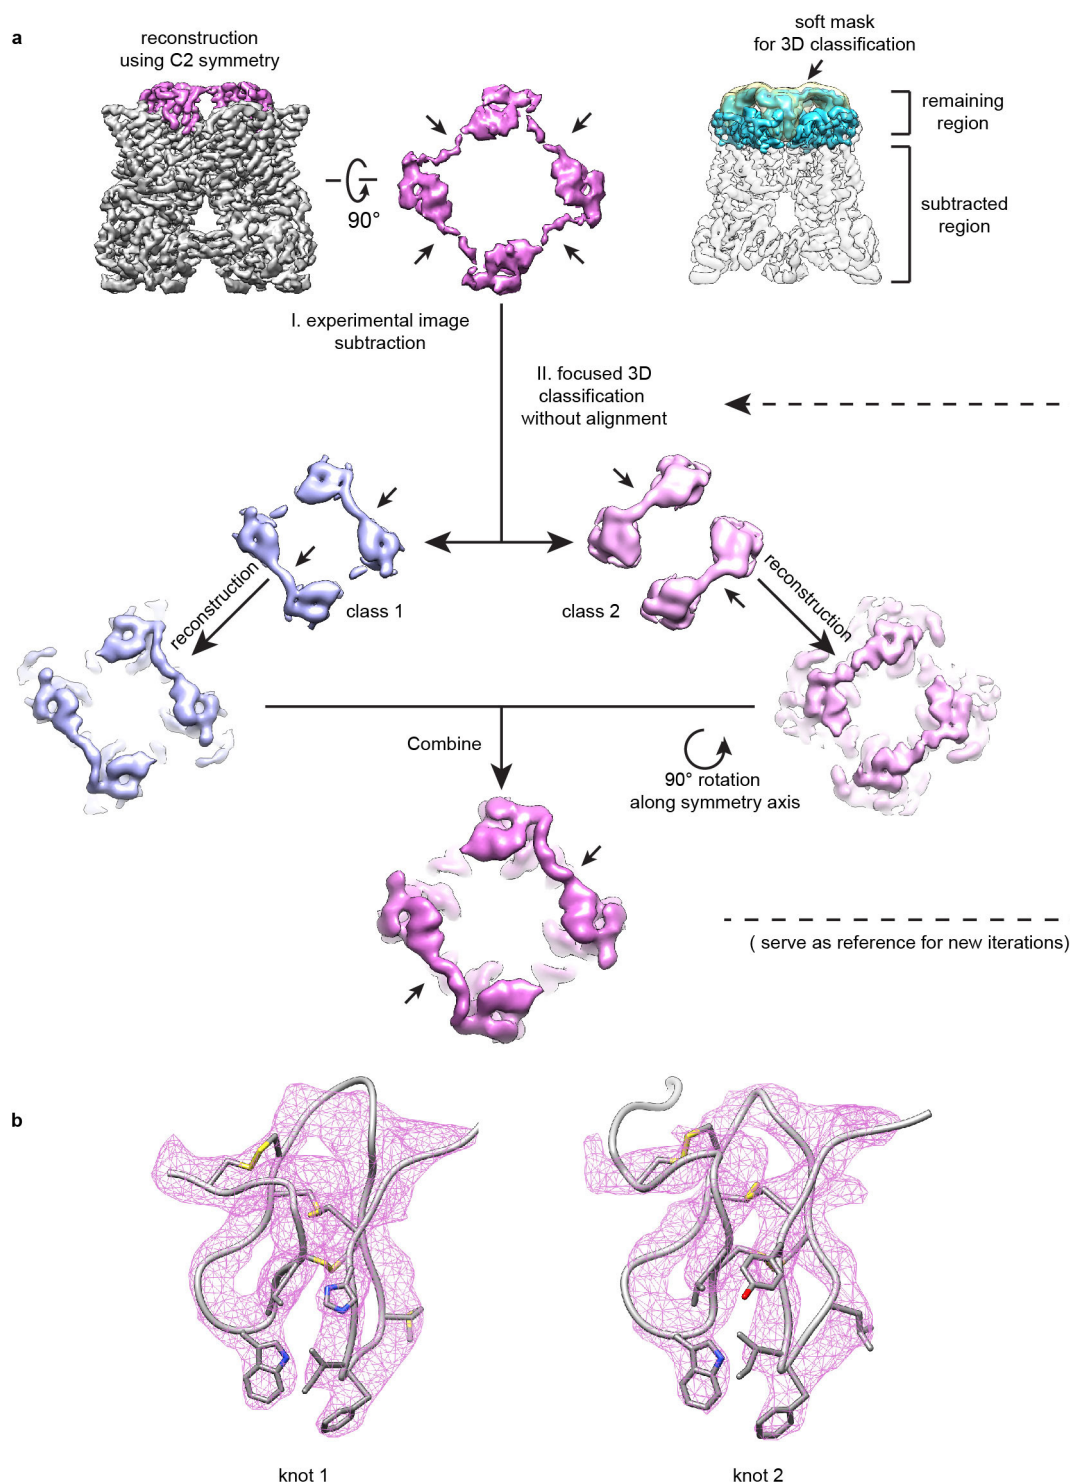 a
reconstruction
using C2 symmetry
90°
soft mask
for 3D classification
remaining
region
subtracted
region
I. experimental image
subtraction
II. focused 3D
classification
without alignment
class 1
class 2
reconstruction
reconstruction
Combine
90° rotation
along symmetry axis
( serve as reference for new iterations)
b
knot 1
knot 2